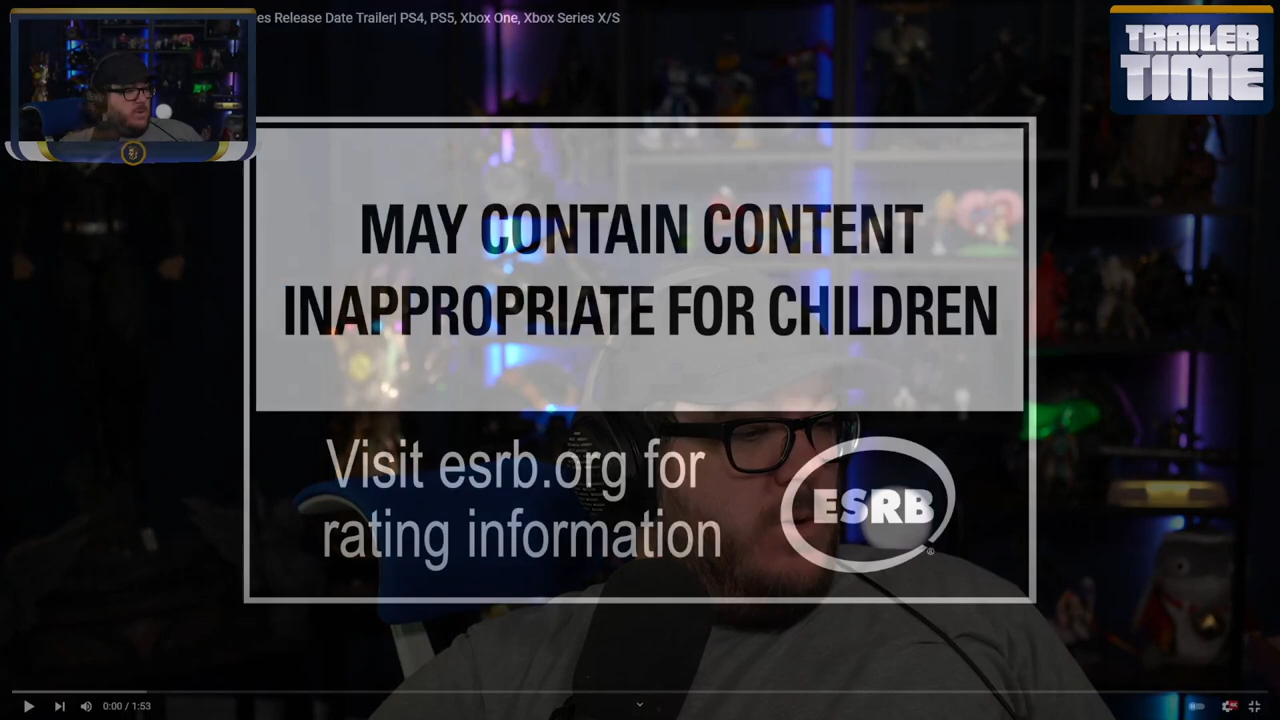 es Release Date Trailer| PS4, PS5, Xbox One, Xbox Series X/S
TRAILER
TIME
MAY CONTAIN CONTENT
INAPPROPRIATE FOR CHILDREN
Visit esrb.org for
rating information
ESRB
®
0:00 / 1:53